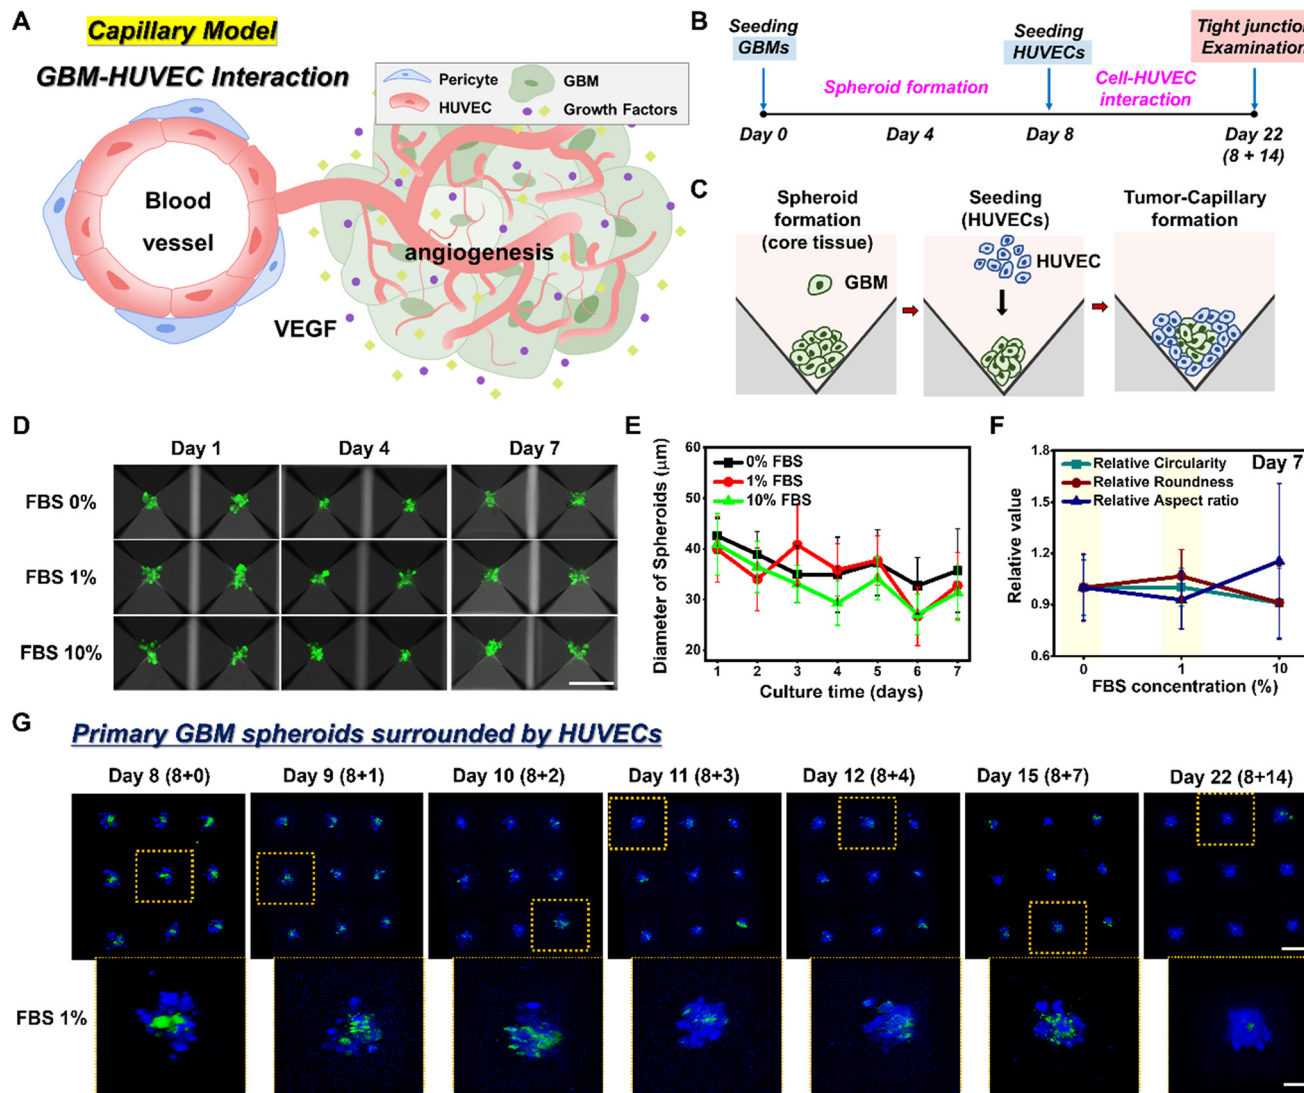 A
Capillary Model
GBM-HUVEC Interaction
Pericyte
GBM
HUVEC
Growth Factors
Blood
vessel
angiogenesis
VEGF
B
Seeding
GBMs
Seeding
HUVECs
Tight junction
Examination
Spheroid formation
Cell-HUVEC
interaction
Day 0
Day 4
Day 8
Day 22
(8 + 14)
C
Spheroid
formation
(core tissue)
Seeding
(HUVECs)
Tumor-Capillary
formation
GBM
HUVEC
D
Day 1
Day 4
Day 7
FBS 0%
FBS 1%
FBS 10%
E
Diameter of Spheroids (μm)
60
50
40
30
20
0% FBS
1% FBS
10% FBS
1 2 3 4 5 6 7
Culture time (days)
F
Relative value
1.8
1.5
1.2
0.9
0.6
Relative Circularity
Relative Roundness
Relative Aspect ratio
Day 7
0 1 10
FBS concentration (%)
G
Primary GBM spheroids surrounded by HUVECs
Day 8 (8+0)
Day 9 (8+1)
Day 10 (8+2)
Day 11 (8+3)
Day 12 (8+4)
Day 15 (8+7)
Day 22 (8+14)
FBS 1%